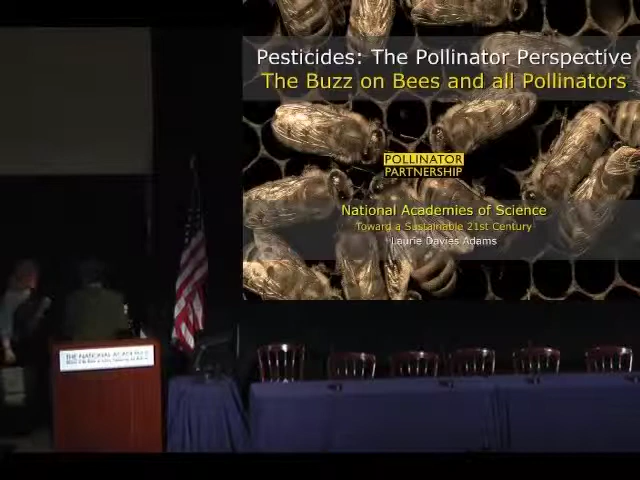 Pesticides: The Pollinator Perspective
The Buzz on Bees and all Pollinators
POLLINATOR
PARTNERSHIP
National Academies of Science
Toward a Sustainable 21st Century
Laurie Davies Adams
THE NATIONAL ACADEMIES